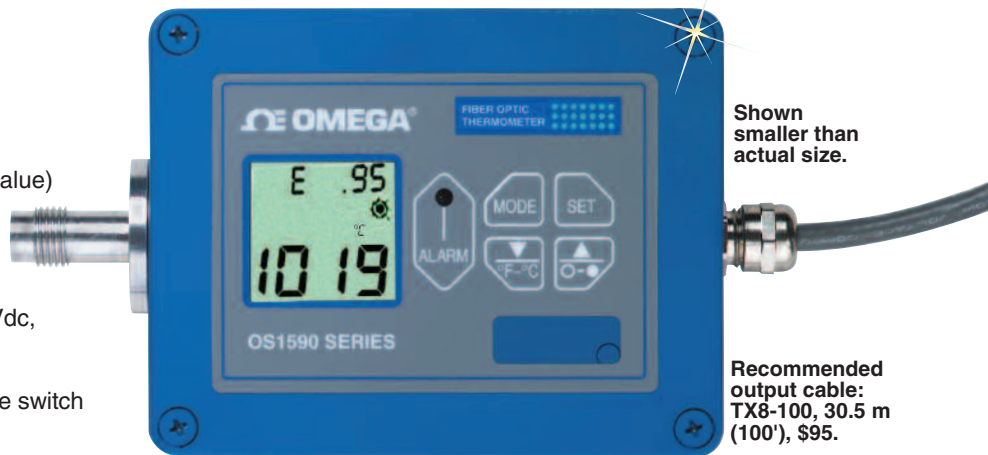 ΩE OMEGA®
FIBER OPTIC
THERMOMETER
Shown
smaller than
actual size.
alue)
E .95
°C
1019
ALARM
MODE
SET
°F–°C
Vdc,
OS1590 SERIES
e switch
Recommended
output cable:
TX8-100, 30.5 m
(100'), $95.